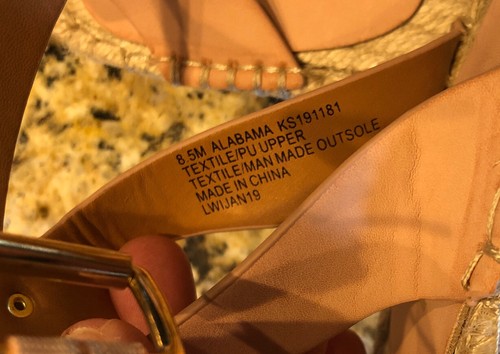 8.5M ALABAMA KS191181
TEXTILE/PU UPPER
TEXTILE/MAN MADE OUTSOLE
MADE IN CHINA
LWIJAN19